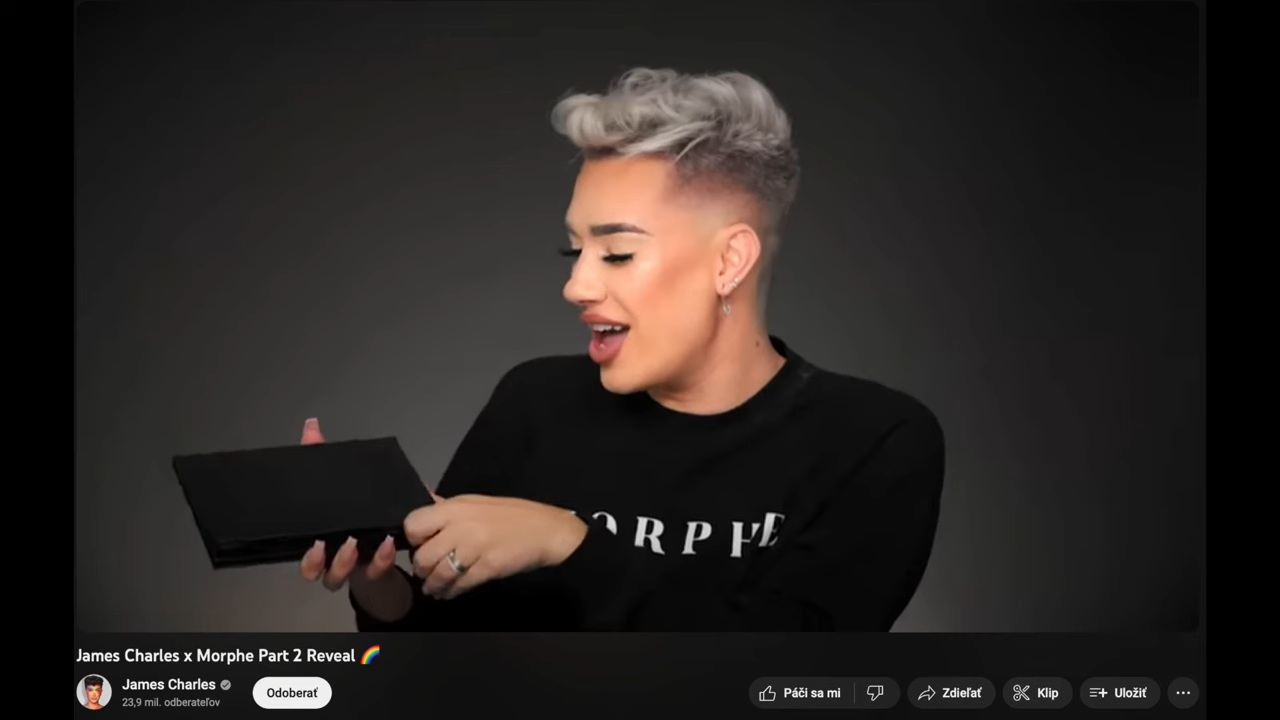 MORPHE
James Charles x Morphe Part 2 Reveal 🌈
James Charles
23,9 mil. odberateľov
Odoberať
Páči sa mi
Zdieľať
Klip
Uložiť